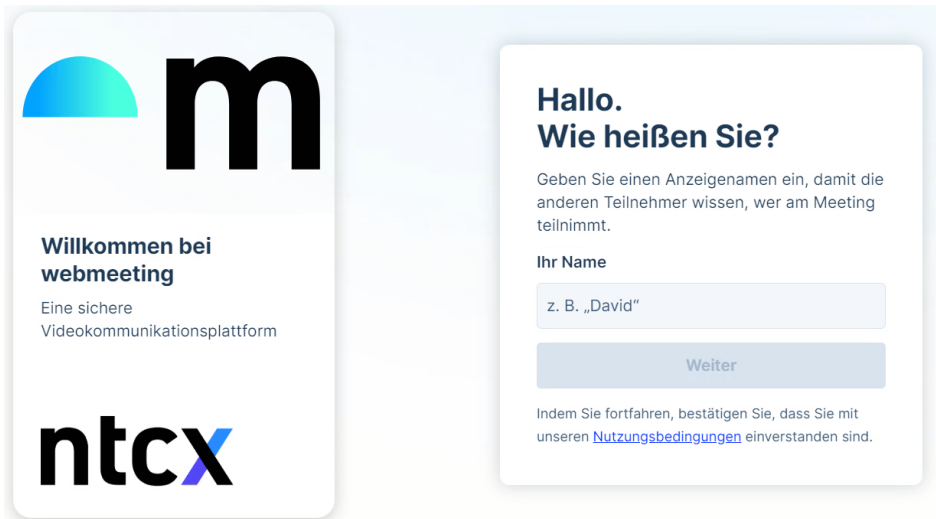 m
Willkommen bei
webmeeting
Eine sichere
Videokommunikationsplattform
ntcx
Hallo.
Wie heißen Sie?
Geben Sie einen Anzeigenamen ein, damit die
anderen Teilnehmer wissen, wer am Meeting
teilnimmt.
Ihr Name
z. B. „David“
Weiter
Indem Sie fortfahren, bestätigen Sie, dass Sie mit
unseren Nutzungsbedingungen einverstanden sind.